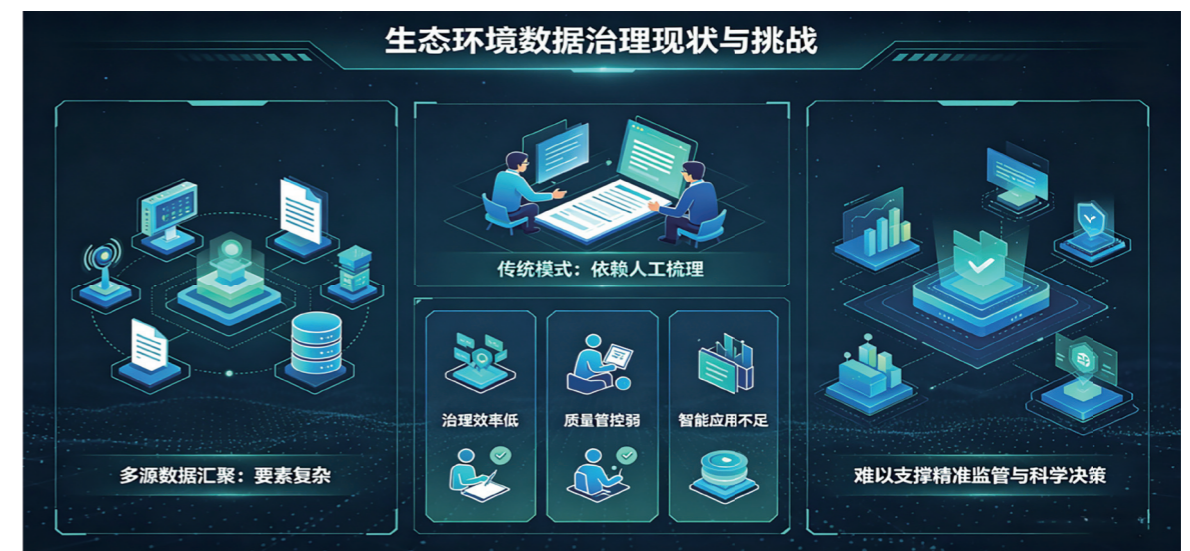 生态环境数据治理现状与挑战
多源数据汇聚：要素复杂
传统模式：依赖人工梳理
治理效率低
质量管控弱
智能应用不足
难以支撑精准监管与科学决策